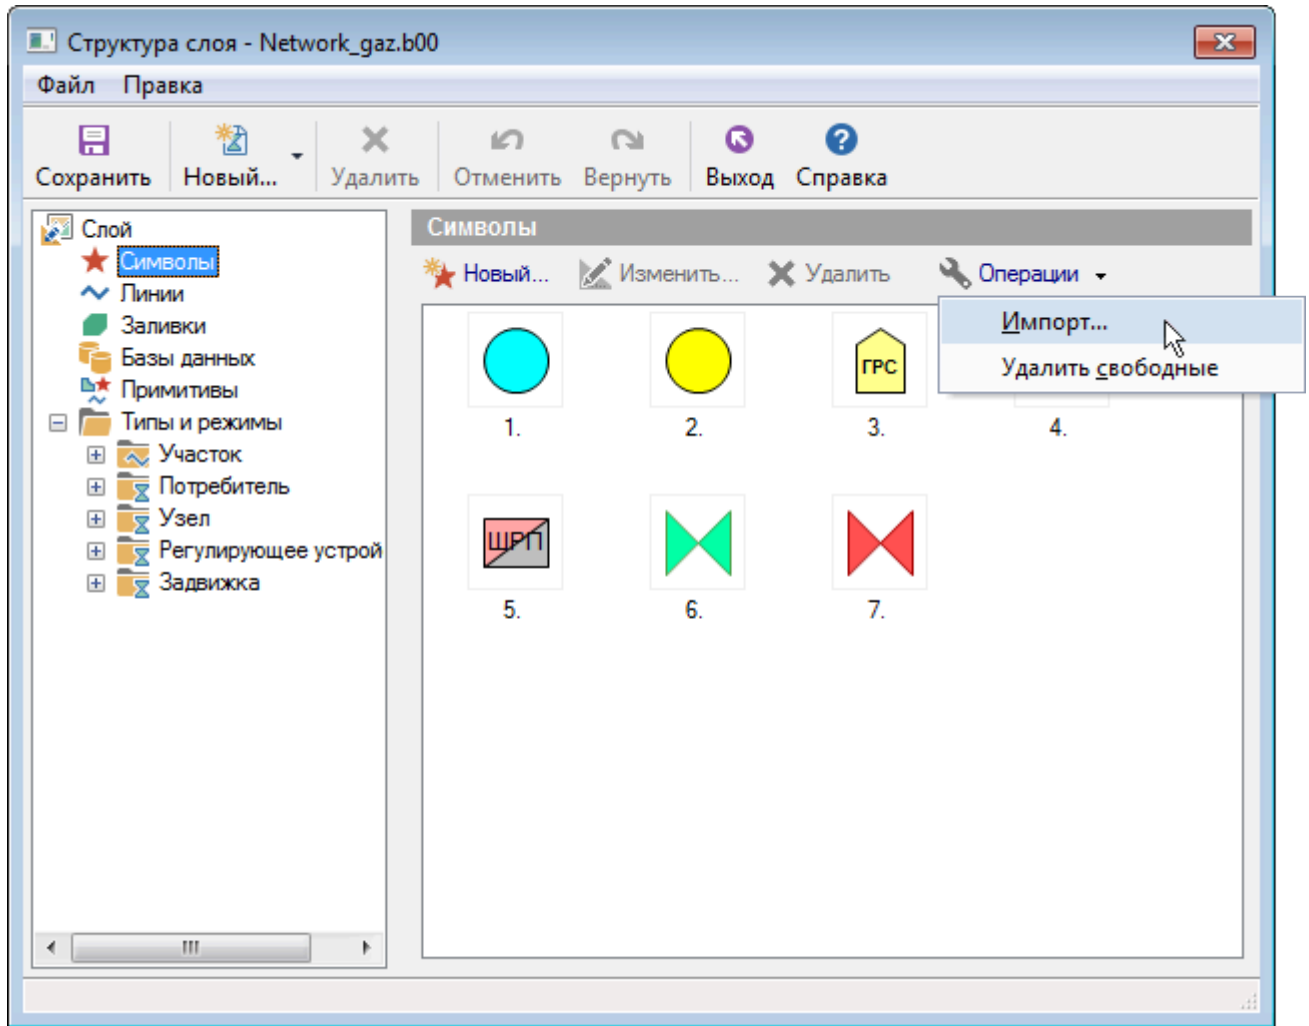 Структура слоя - Network_gaz.b00
Файл Правка
Сохранить Новый... Удалить Отменить Вернуть Выход Справка
Слой
Символы
Линии
Заливки
Базы данных
Примитивы
Типы и режимы
Участок
Потребитель
Узел
Регулирующее устрой
Задвижка
Символы
Новый... Изменить... Удалить Операции
Импорт...
Удалить свободные
ГРС
1. 2. 3. 4.
ШРП
5. 6. 7.